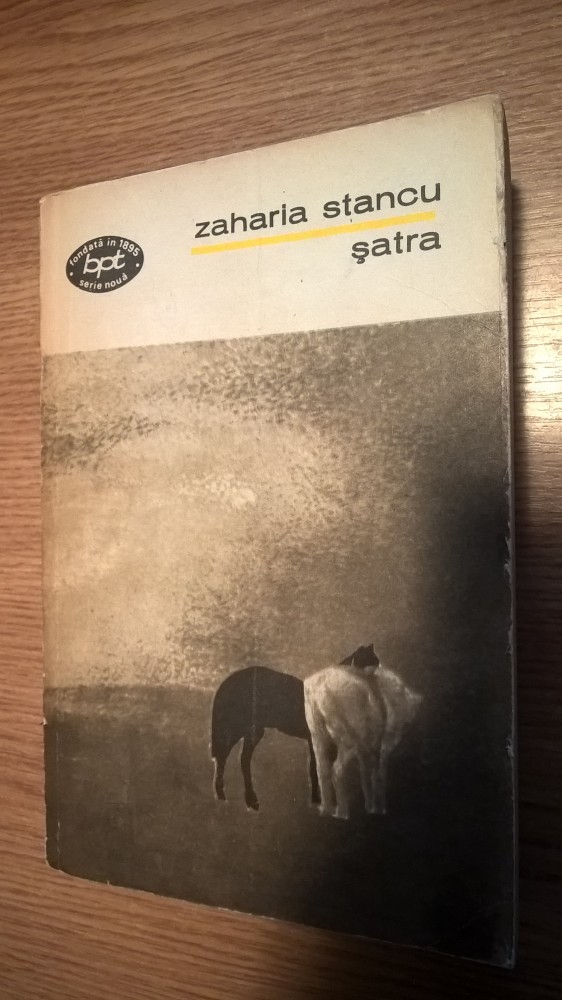 zaharia stancu
şatra
fondată în 1895
bpt
serie nouă